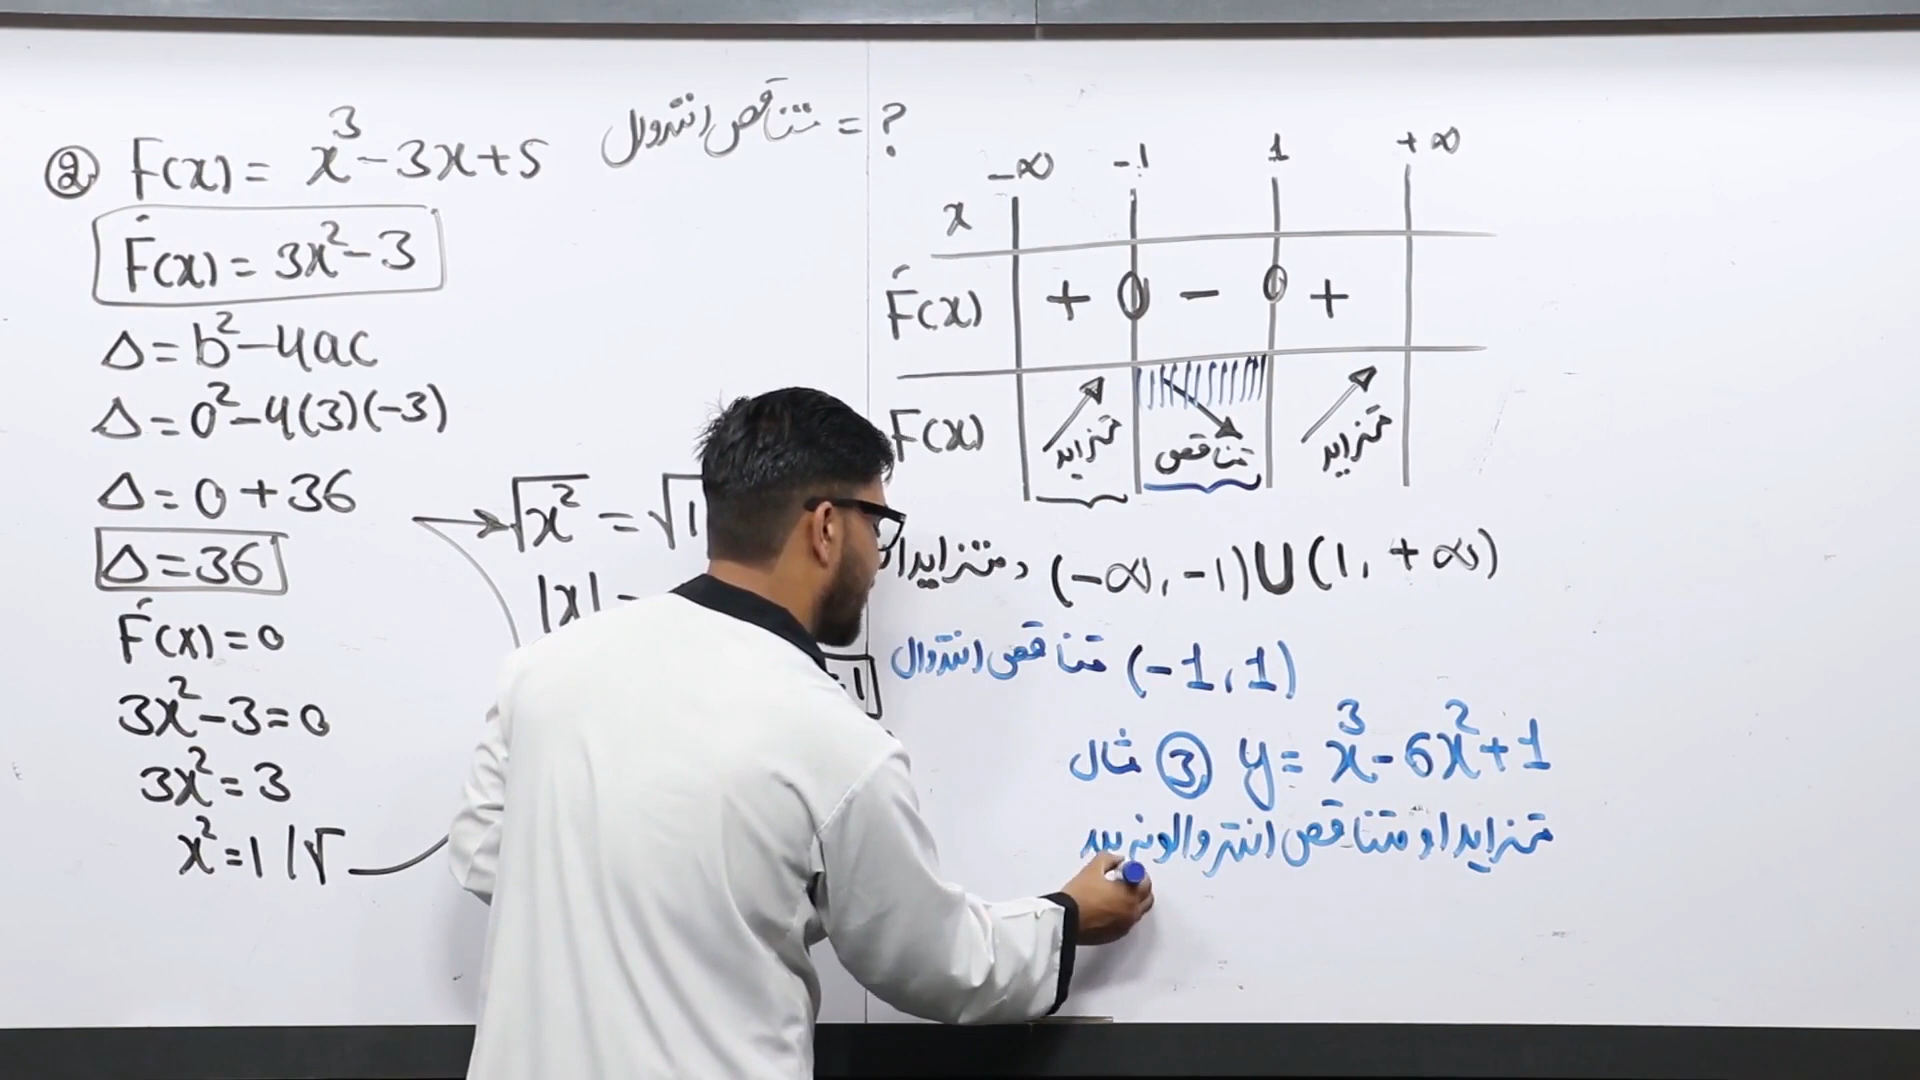 ② F(x) = x³ - 3x + 5 متناقص انتروال = ?
F́(x) = 3x² - 3
Δ = b² - 4ac
Δ = 0² - 4(3)(-3)
Δ = 0 + 36
Δ = 36
F́(x) = 0
3x² - 3 = 0
3x² = 3
x² = 1 / √
√x² = √1
|x|
x -∞ -1 1 +∞
F́(x) + 0 - 0 +
F(x) متزاید متناقص متزاید
(-∞, -1) U (1, +∞)
متناقص انتروال (-1, 1)
مثال ③ y = x³ - 6x² + 1
متزاید او متناقص انتروالونه